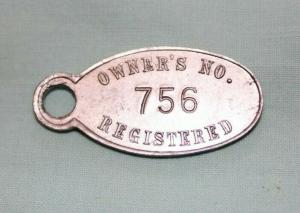 OWNER'S NO.
756
REGISTERED